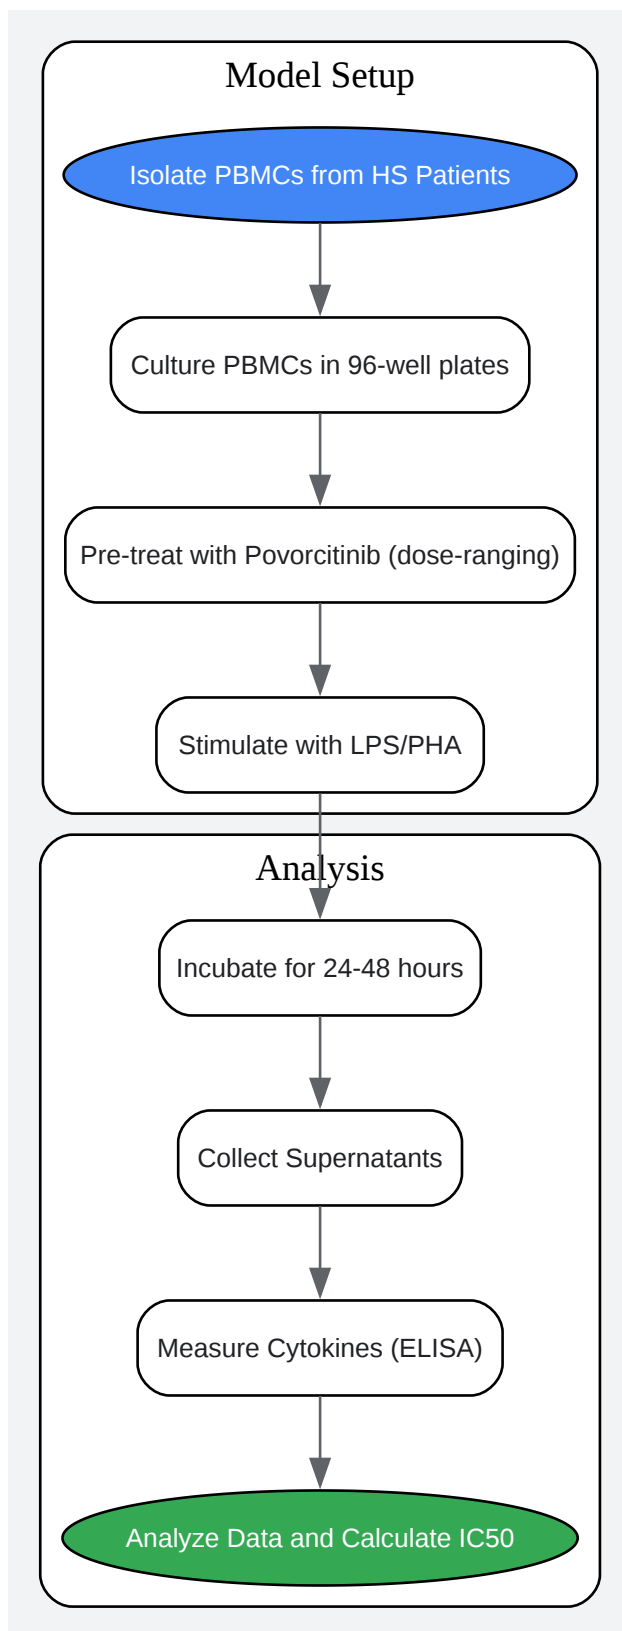 Model Setup
Isolate PBMCs from HS Patients
Culture PBMCs in 96-well plates
Pre-treat with Povorcitinib (dose-ranging)
Stimulate with LPS/PHA
Analysis
Incubate for 24-48 hours
Collect Supernatants
Measure Cytokines (ELISA)
Analyze Data and Calculate IC50